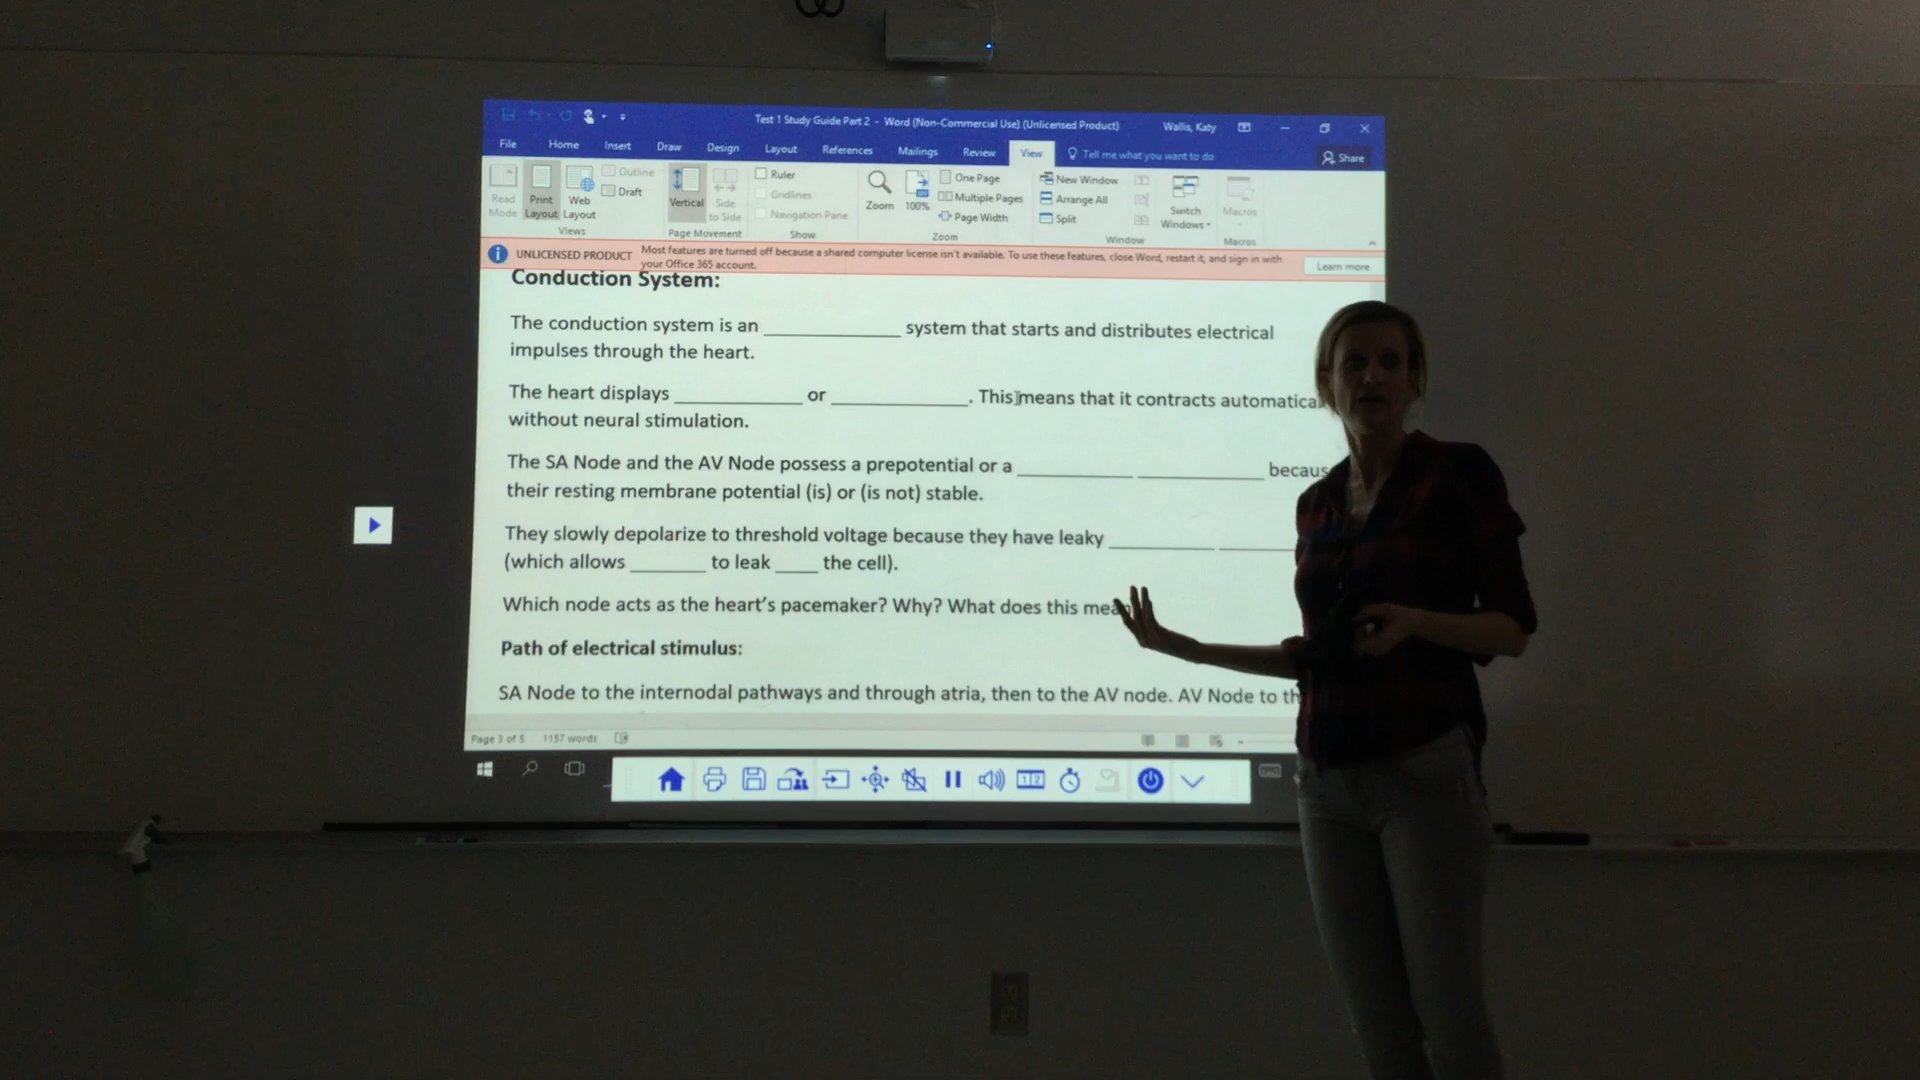 Test 1 Study Guide Part 2 - Word (Non-Commercial Use) (Unlicensed Product) Wallis, Katy
File Home Insert Draw Design Layout References Mailings Review View Tell me what you want to do Share
Read Mode Print Layout Web Layout Outline Draft Vertical Side to Side Ruler Gridlines Navigation Pane Zoom 100% One Page Multiple Pages Page Width New Window Arrange All Split Switch Windows Macros
Views Page Movement Show Zoom Window Macros
UNLICENSED PRODUCT Most features are turned off because a shared computer license isn't available. To use these features, close Word, restart it, and sign in with
your Office 365 account. Learn more
Conduction System:
The conduction system is an ______________ system that starts and distributes electrical
impulses through the heart.
The heart displays _____________ or ______________. This means that it contracts automatica
without neural stimulation.
The SA Node and the AV Node possess a prepotential or a ____________ _____________ becaus
their resting membrane potential (is) or (is not) stable.
They slowly depolarize to threshold voltage because they have leaky ___________ ________
(which allows ________ to leak ____ the cell).
Which node acts as the heart's pacemaker? Why? What does this mea
Path of electrical stimulus:
SA Node to the internodal pathways and through atria, then to the AV node. AV Node to th
Page 3 of 5 1157 words
1 2